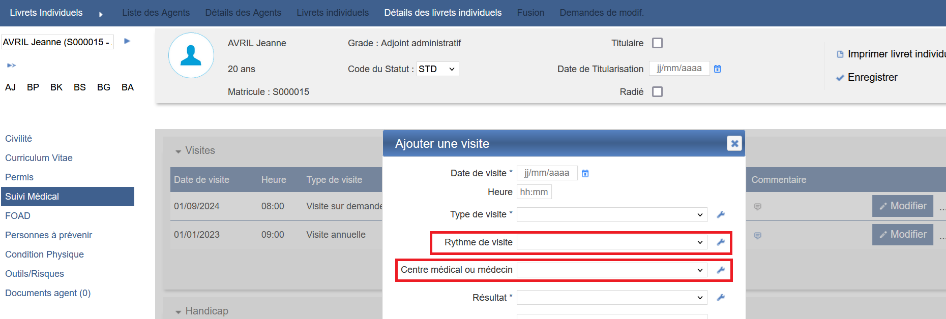 Livrets Individuels Liste des Agents Détails des Agents Livrets individuels Détails des livrets individuels Fusion Demandes de modif.
AVRIL Jeanne (S000015 -
AJ BP BK BS BG BA
Civilité
Curriculum Vitae
Permis
Suivi Médical
FOAD
Personnes à prévenir
Condition Physique
Outils/Risques
Documents agent (0)
AVRIL Jeanne Grade : Adjoint administratif Titulaire
20 ans Code du Statut : STD Date de Titularisation jj/mm/aaaa
Matricule : S000015 Radié
Imprimer livret individu
Enregistrer
Visites
Date de visite Heure Type de visite Commentaire
01/09/2024 08:00 Visite sur demande Modifier ...
01/01/2023 09:00 Visite annuelle Modifier ...
Handicap
Ajouter une visite
Date de visite * jj/mm/aaaa
Heure hh:mm
Type de visite *
Rythme de visite
Centre médical ou médecin
Résultat *